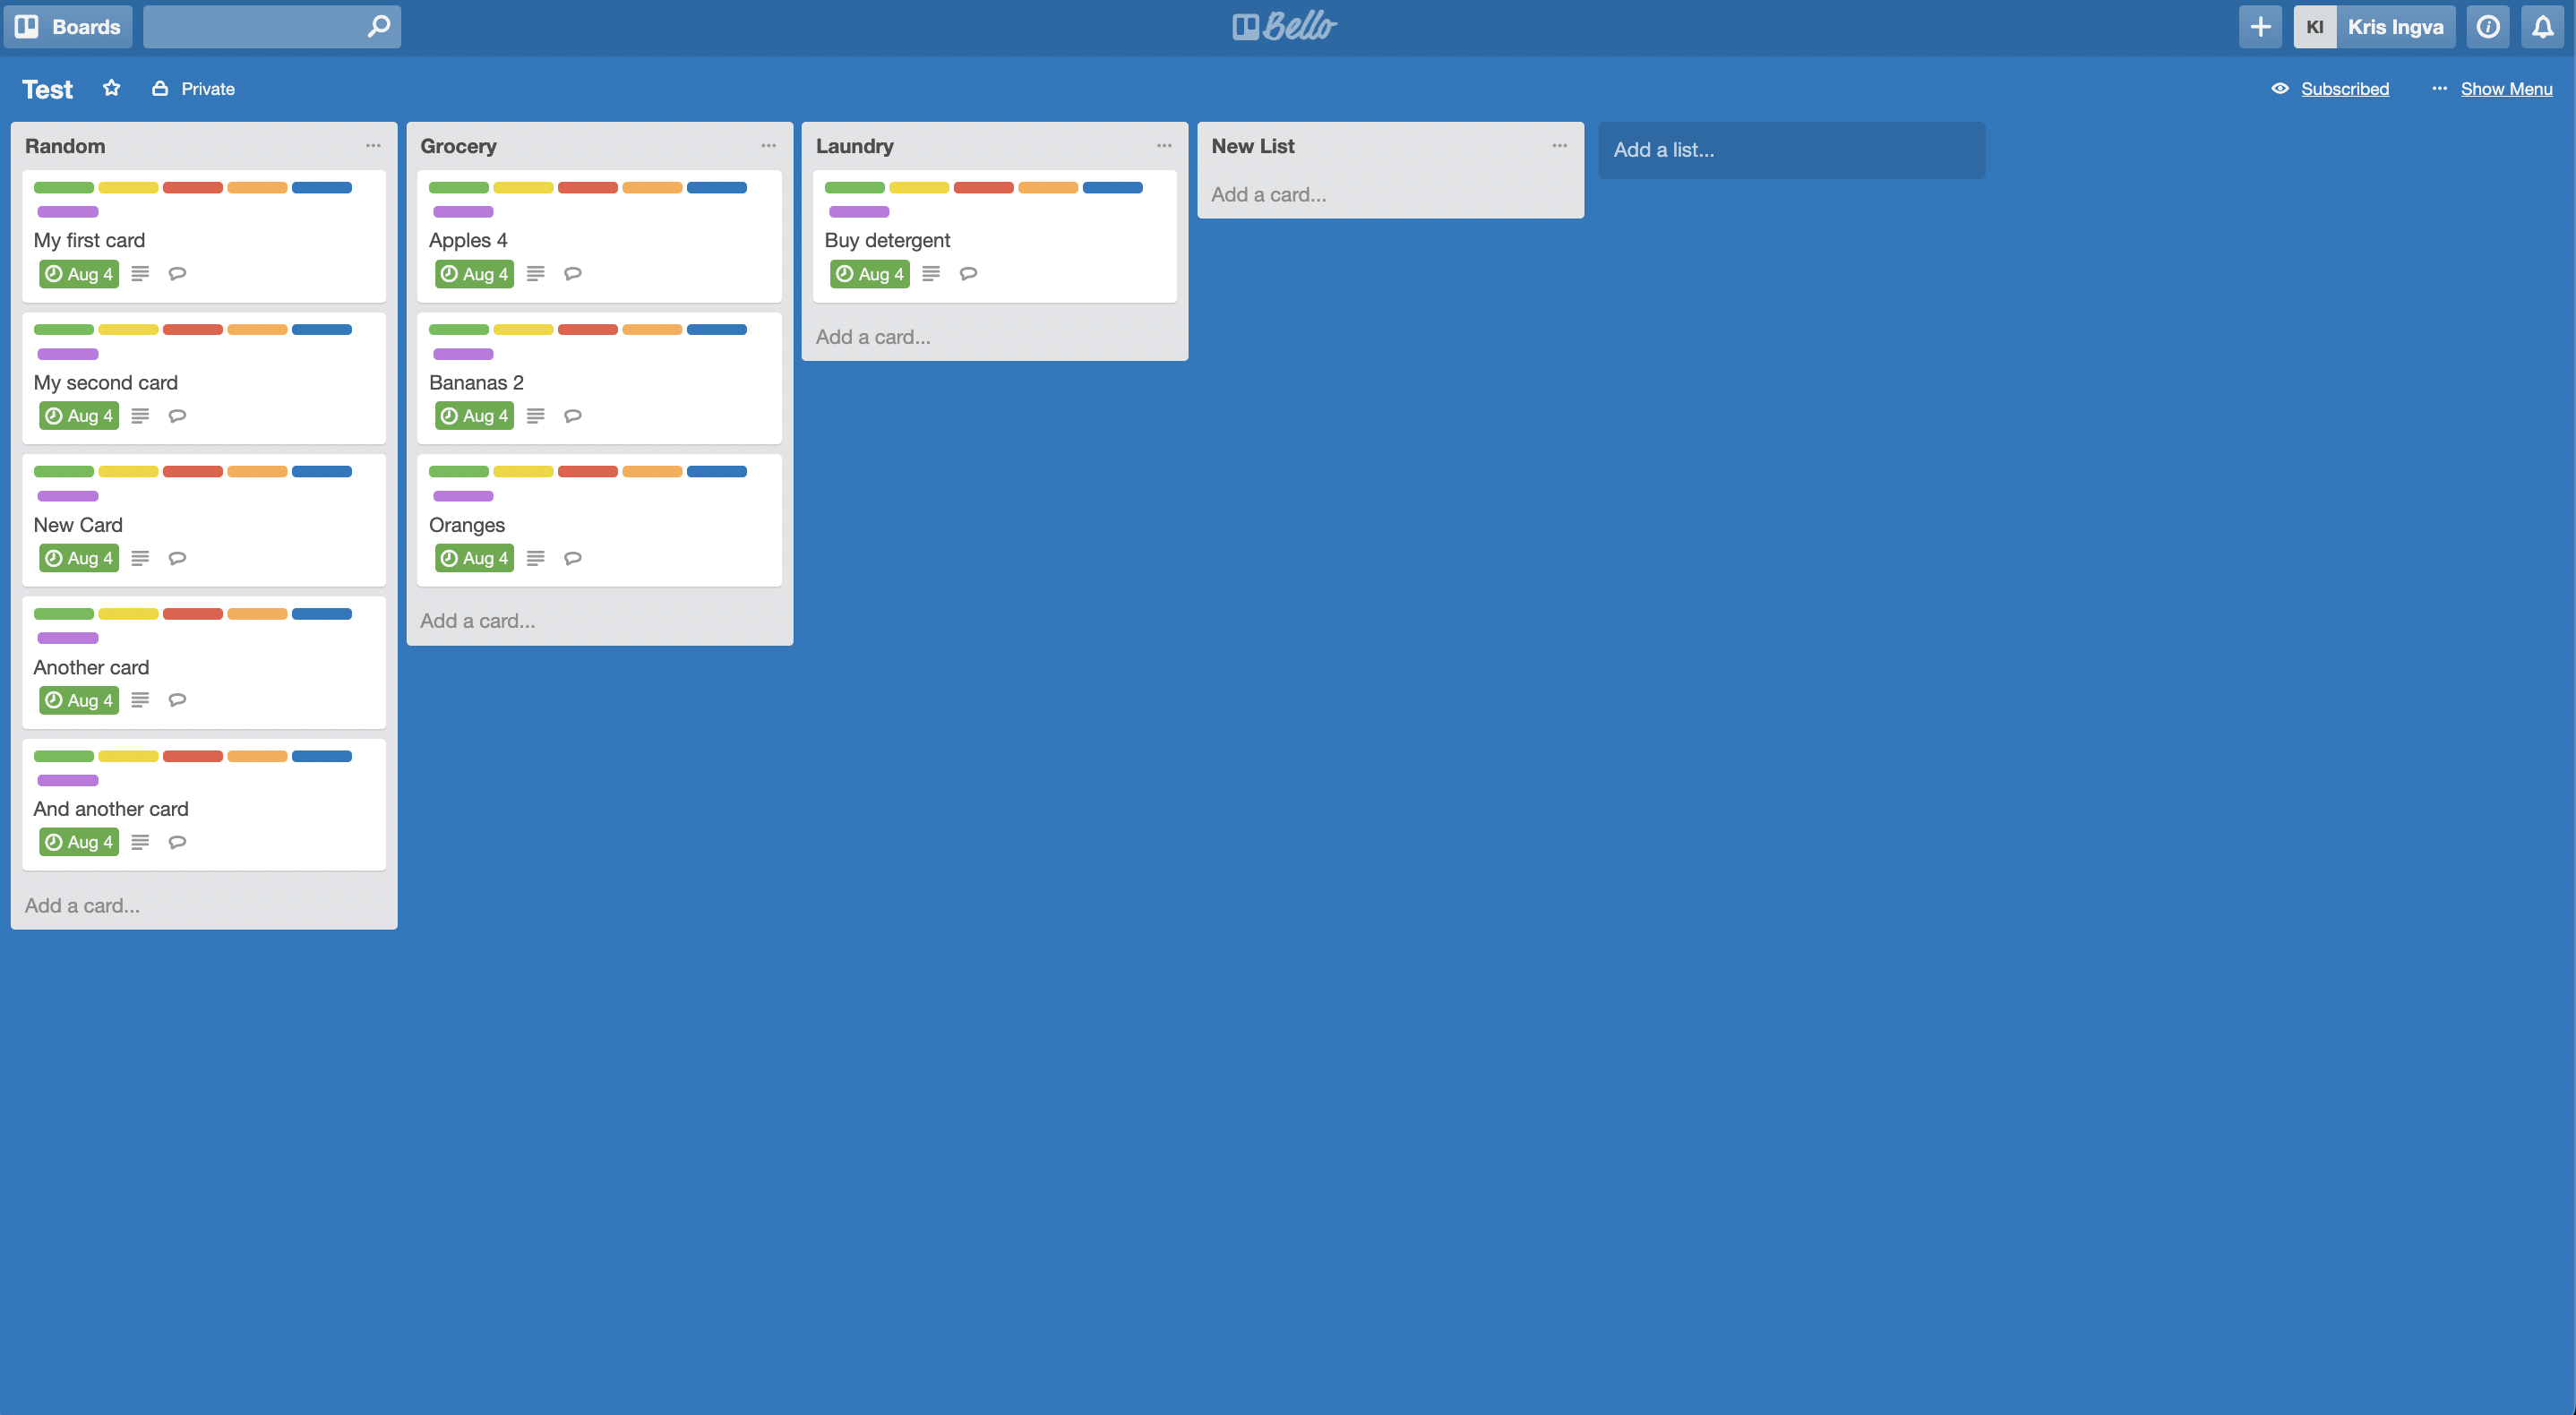 Boards
Bello
KI Kris Ingva
Test Private
Subscribed ... Show Menu
Random ...
My first card
Aug 4
My second card
Aug 4
New Card
Aug 4
Another card
Aug 4
And another card
Aug 4
Add a card...
Grocery ...
Apples 4
Aug 4
Bananas 2
Aug 4
Oranges
Aug 4
Add a card...
Laundry ...
Buy detergent
Aug 4
Add a card...
New List ...
Add a card...
Add a list...